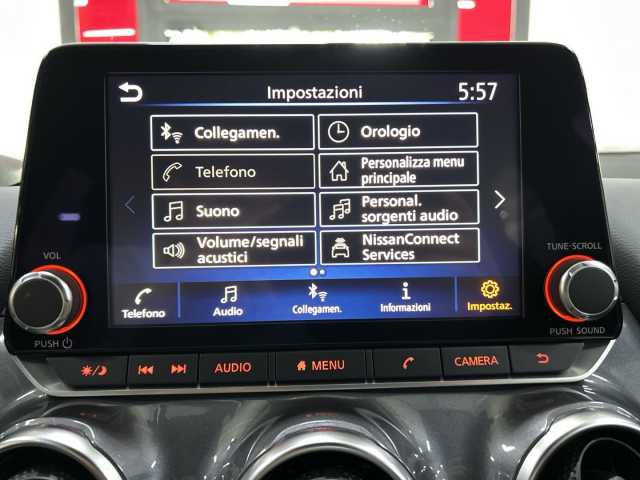 Impostazioni
5:57
Collegamen.
Orologio
Telefono
Personalizza menu
principale
Suono
Personal.
sorgenti audio
Volume/segnali
acustici
NissanConnect
Services
Telefono
Audio
Collegamen.
Informazioni
Impostaz.
VOL
PUSH
TUNE·SCROLL
PUSH SOUND
AUDIO
MENU
CAMERA